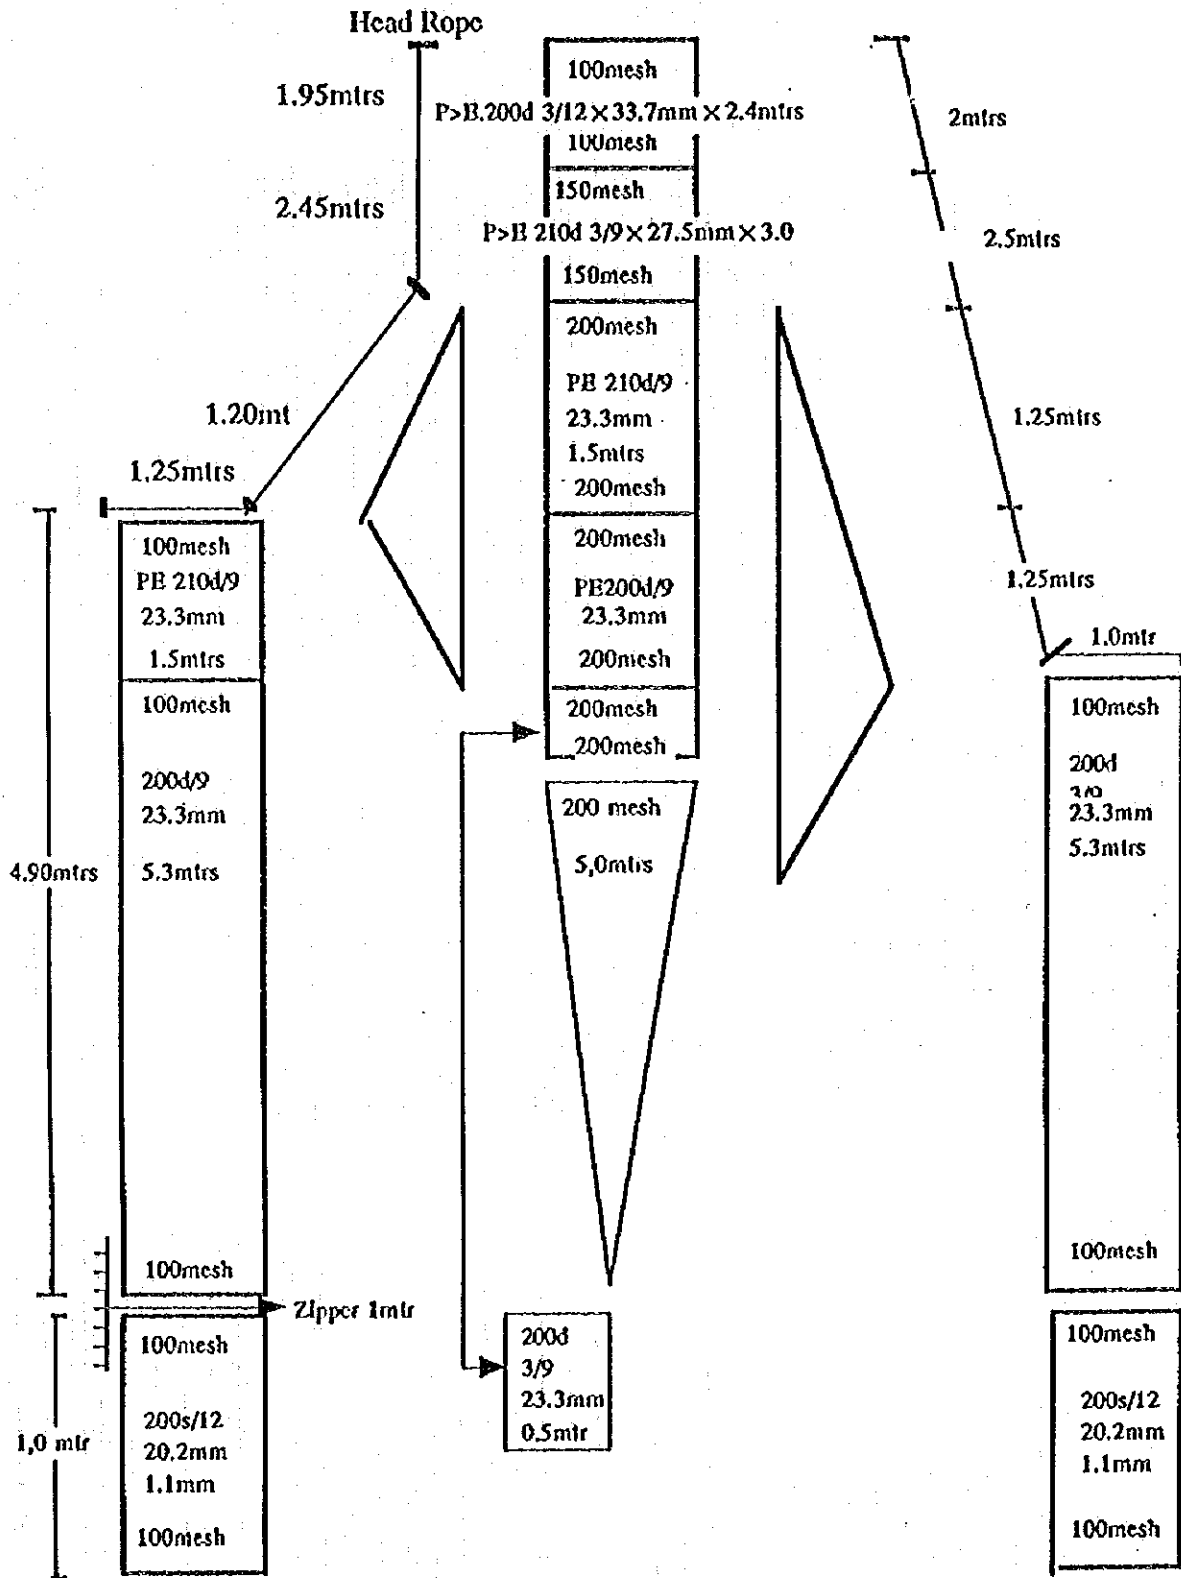 Head Rope
1.95mtrs
2.45mtrs
1.20mt
1.25mtrs
100mesh
PE 210d/9
23.3mm
1.5mtrs
100mesh
200d/9
23.3mm
5.3mtrs
4.90mtrs
100mesh
Zipper 1mtr
100mesh
200s/12
20.2mm
1.1mm
100mesh
1,0 mtr
100mesh
P>E.200d 3/12×33.7mm×2.4mtrs
100mesh
150mesh
P>E 210d 3/9×27.5mm×3.0
150mesh
200mesh
PE 210d/9
23.3mm
1.5mtrs
200mesh
200mesh
PE200d/9
23.3mm
200mesh
200mesh
200mesh
200 mesh
5,0mtrs
200d
3/9
23.3mm
0.5mtr
2mtrs
2.5mtrs
1.25mtrs
1.25mtrs
1.0mtr
100mesh
200d
3/9
23.3mm
5.3mtrs
100mesh
100mesh
200s/12
20.2mm
1.1mm
100mesh